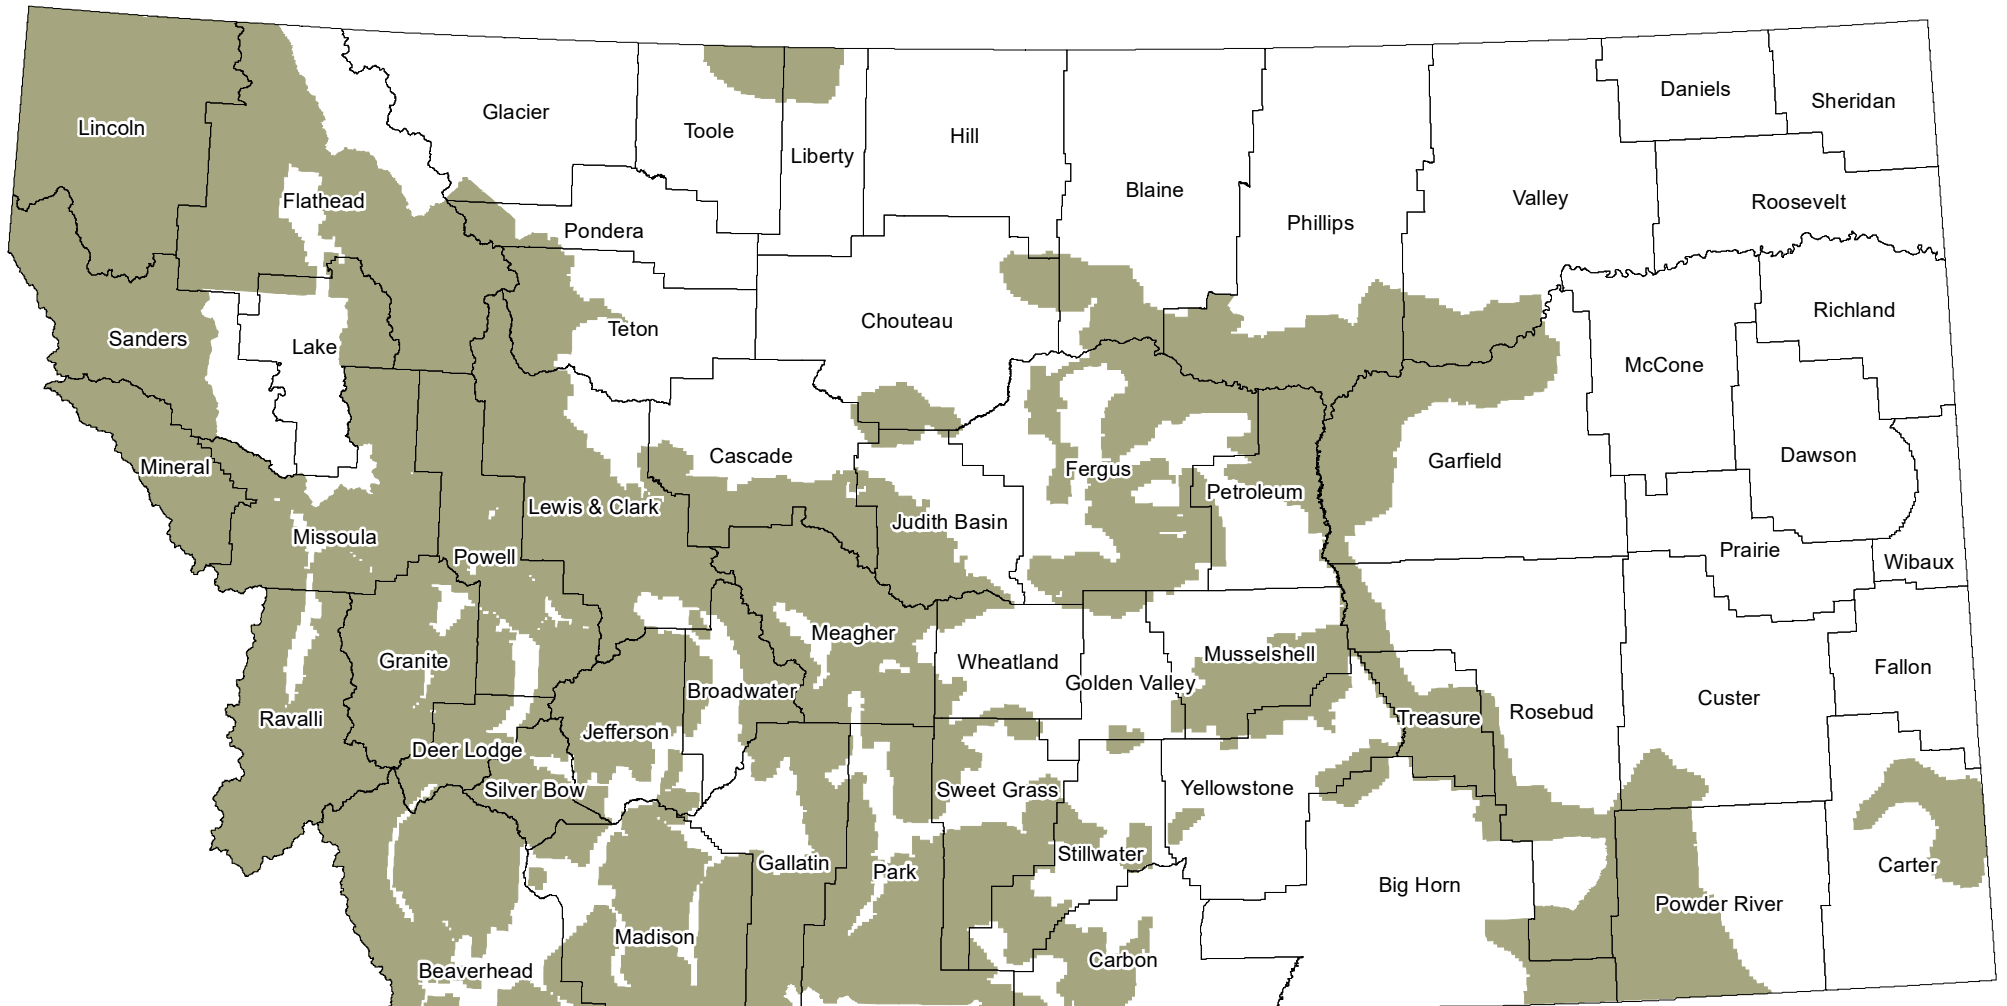 Lincoln
Flathead
Glacier
Toole
Liberty
Hill
Blaine
Phillips
Valley
Daniels
Sheridan
Roosevelt
Pondera
Teton
Chouteau
Sanders
Lake
McCone
Richland
Mineral
Missoula
Powell
Lewis & Clark
Cascade
Judith Basin
Fergus
Petroleum
Garfield
Dawson
Prairie
Wibaux
Ravalli
Granite
Deer Lodge
Silver Bow
Jefferson
Broadwater
Meagher
Wheatland
Golden Valley
Musselshell
Treasure
Rosebud
Custer
Fallon
Beaverhead
Madison
Gallatin
Park
Sweet Grass
Stillwater
Yellowstone
Carbon
Big Horn
Powder River
Carter